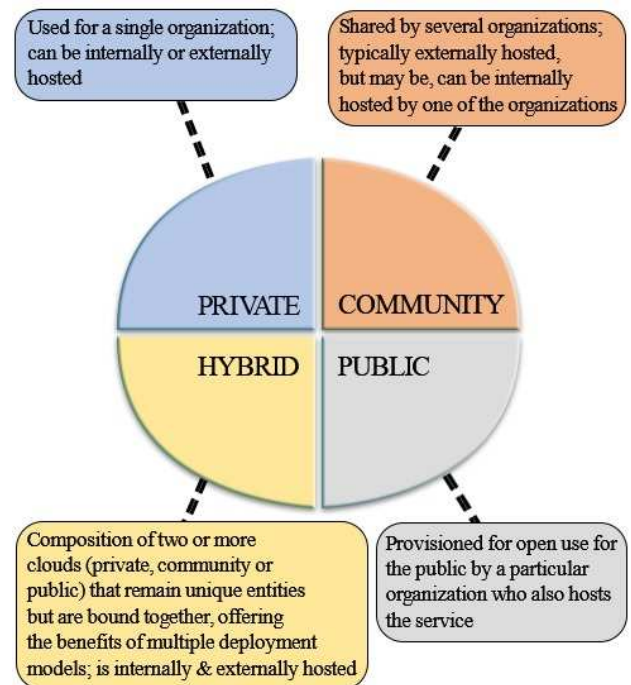 Used for a single organization;
can be internally or externally
hosted
Shared by several organizations;
typically externally hosted,
but may be, can be internally
hosted by one of the organizations
PRIVATE
COMMUNITY
HYBRID
PUBLIC
Composition of two or more
clouds (private, community or
public) that remain unique entities
but are bound together, offering
the benefits of multiple deployment
models; is internally & externally hosted
Provisioned for open use for
the public by a particular
organization who also hosts
the service